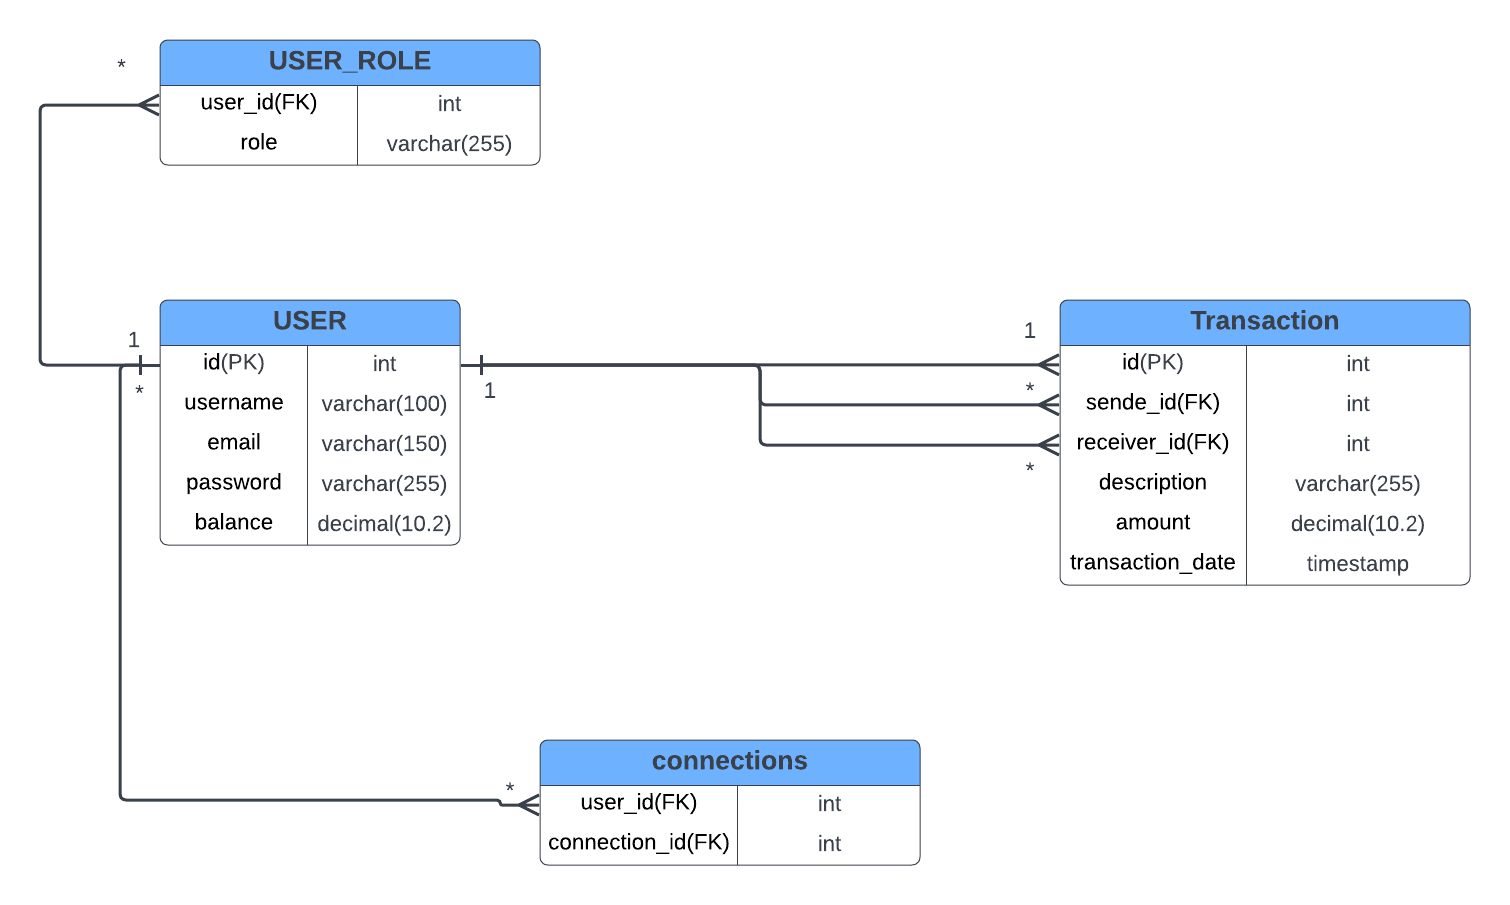 *
USER_ROLE
user_id(FK) int
role varchar(255)
1
*
USER
id(PK) int
username varchar(100)
email varchar(150)
password varchar(255)
balance decimal(10.2)
1
1
*
*
Transaction
id(PK) int
sende_id(FK) int
receiver_id(FK) int
description varchar(255)
amount decimal(10.2)
transaction_date timestamp
*
connections
user_id(FK) int
connection_id(FK) int